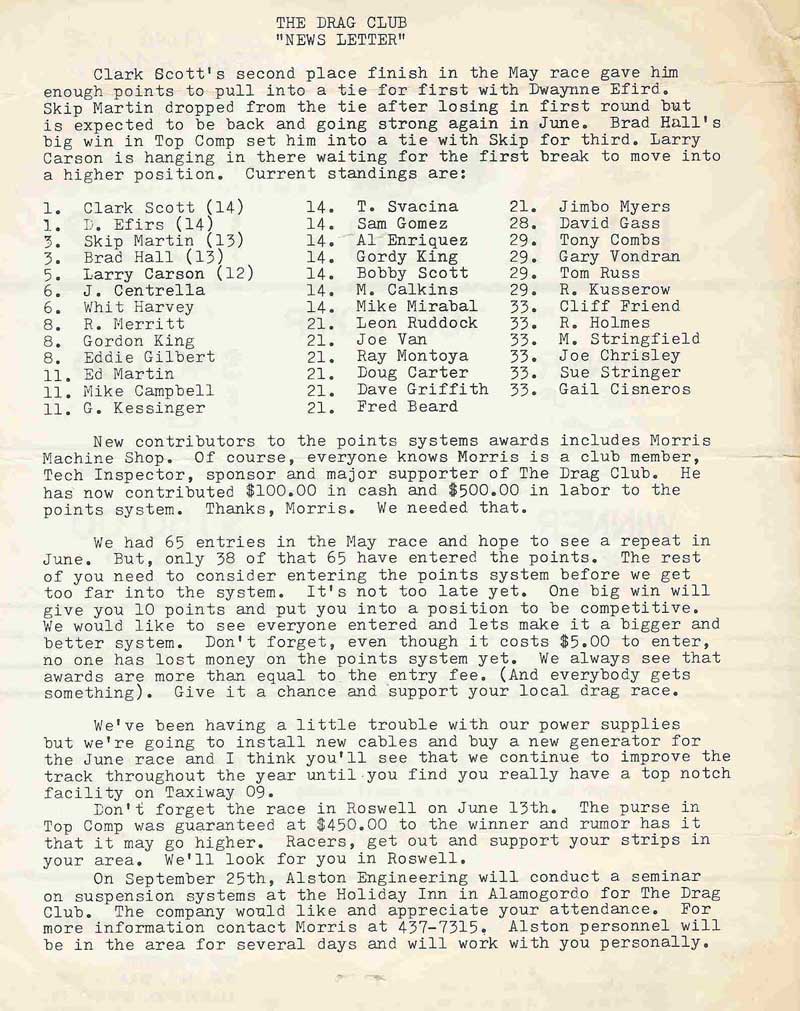 THE DRAG CLUB
"NEWS LETTER"
Clark Scott's second place finish in the May race gave him
enough points to pull into a tie for first with Dwaynne Efird.
Skip Martin dropped from the tie after losing in first round but
is expected to be back and going strong again in June. Brad Hall's
big win in Top Comp set him into a tie with Skip for third. Larry
Carson is hanging in there waiting for the first break to move into
a higher position. Current standings are:
1. Clark Scott (14)
1. D. Efirs (14)
3. Skip Martin (13)
3. Brad Hall (13)
5. Larry Carson (12)
6. J. Centrella
6. Whit Harvey
8. R. Merritt
8. Gordon King
8. Eddie Gilbert
11. Ed Martin
11. Mike Campbell
11. G. Kessinger
14. T. Svacina
14. Sam Gomez
14. Al Enriquez
14. Gordy King
14. Bobby Scott
14. M. Calkins
14. Mike Mirabal
21. Leon Ruddock
21. Joe Van
21. Ray Montoya
21. Doug Carter
21. Dave Griffith
21. Fred Beard
21. Jimbo Myers
28. David Gass
29. Tony Combs
29. Gary Vondran
29. Tom Russ
29. R. Kusserow
33. Cliff Friend
33. R. Holmes
33. M. Stringfield
33. Joe Chrisley
33. Sue Stringer
33. Gail Cisneros
New contributors to the points systems awards includes Morris
Machine Shop. Of course, everyone knows Morris is a club member,
Tech Inspector, sponsor and major supporter of The Drag Club. He
has now contributed $100.00 in cash and $500.00 in labor to the
points system. Thanks, Morris. We needed that.
We had 65 entries in the May race and hope to see a repeat in
June. But, only 38 of that 65 have entered the points. The rest
of you need to consider entering the points system before we get
too far into the system. It's not too late yet. One big win will
give you 10 points and put you into a position to be competitive.
We would like to see everyone entered and lets make it a bigger and
better system. Don't forget, even though it costs $5.00 to enter,
no one has lost money on the points system yet. We always see that
awards are more than equal to the entry fee. (And everybody gets
something). Give it a chance and support your local drag race.
We've been having a little trouble with our power supplies
but we're going to install new cables and buy a new generator for
the June race and I think you'll see that we continue to improve the
track throughout the year until you find you really have a top notch
facility on Taxiway 09.
Don't forget the race in Roswell on June 13th. The purse in
Top Comp was guaranteed at $450.00 to the winner and rumor has it
that it may go higher. Racers, get out and support your strips in
your area. We'll look for you in Roswell.
On September 25th, Alston Engineering will conduct a seminar
on suspension systems at the Holiday Inn in Alamogordo for The Drag
Club. The company would like and appreciate your attendance. For
more information contact Morris at 437-7315. Alston personnel will
be in the area for several days and will work with you personally.